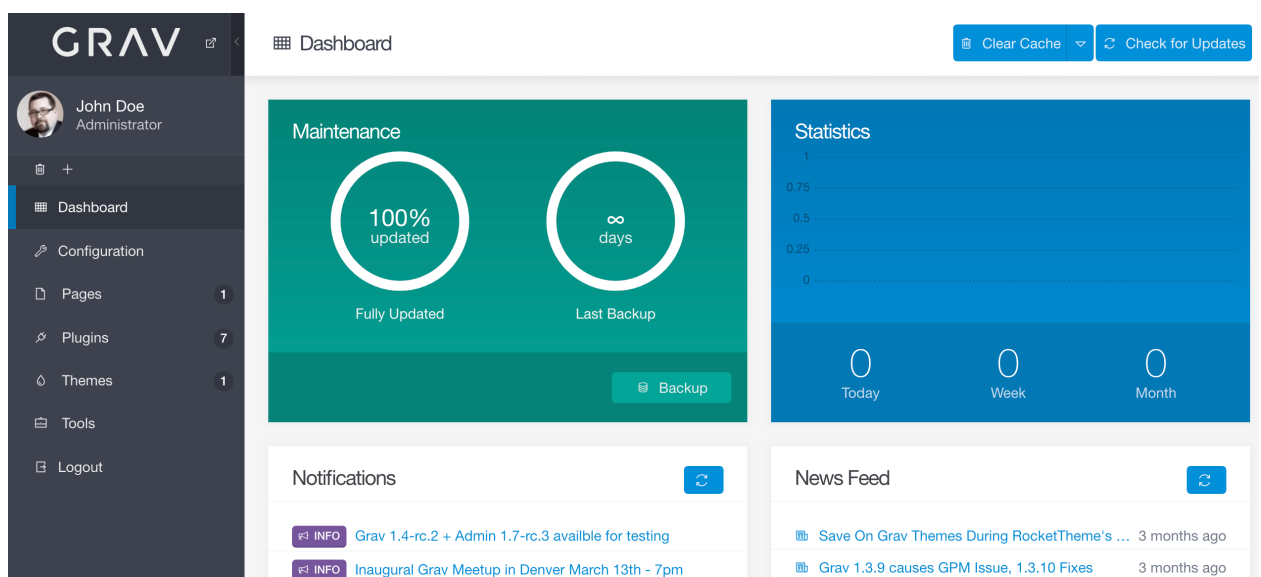 GRAV
Dashboard
Clear Cache
Check for Updates
John Doe
Administrator
Dashboard
Configuration
Pages 1
Plugins 7
Themes 1
Tools
Logout
Maintenance
100%
updated
Fully Updated
∞
days
Last Backup
Backup
Statistics
1
0.75
0.5
0.25
0
0
Today
0
Week
0
Month
Notifications
INFO Grav 1.4-rc.2 + Admin 1.7-rc.3 availble for testing
INFO Inaugural Grav Meetup in Denver March 13th - 7pm
News Feed
Save On Grav Themes During RocketTheme's ... 3 months ago
Grav 1.3.9 causes GPM Issue, 1.3.10 Fixes 3 months ago